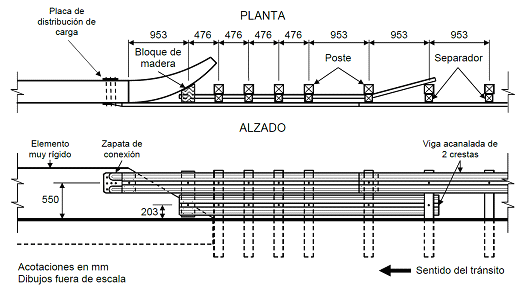 PLANTA
Placa de
distribución de
carga
953 476 476 476 476 953 953 953
Bloque de
madera
Poste
Separador
ALZADO
Elemento
muy rígido
Zapata de
conexión
Viga acanalada de
2 crestas
550
203
Acotaciones en mm
Dibujos fuera de escala
Sentido del tránsito